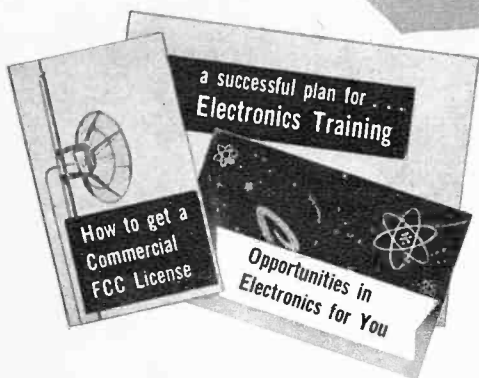 a successful plan for . . .
Electronics Training
How to get a
Commercial
FCC License
Opportunities in
Electronics for You